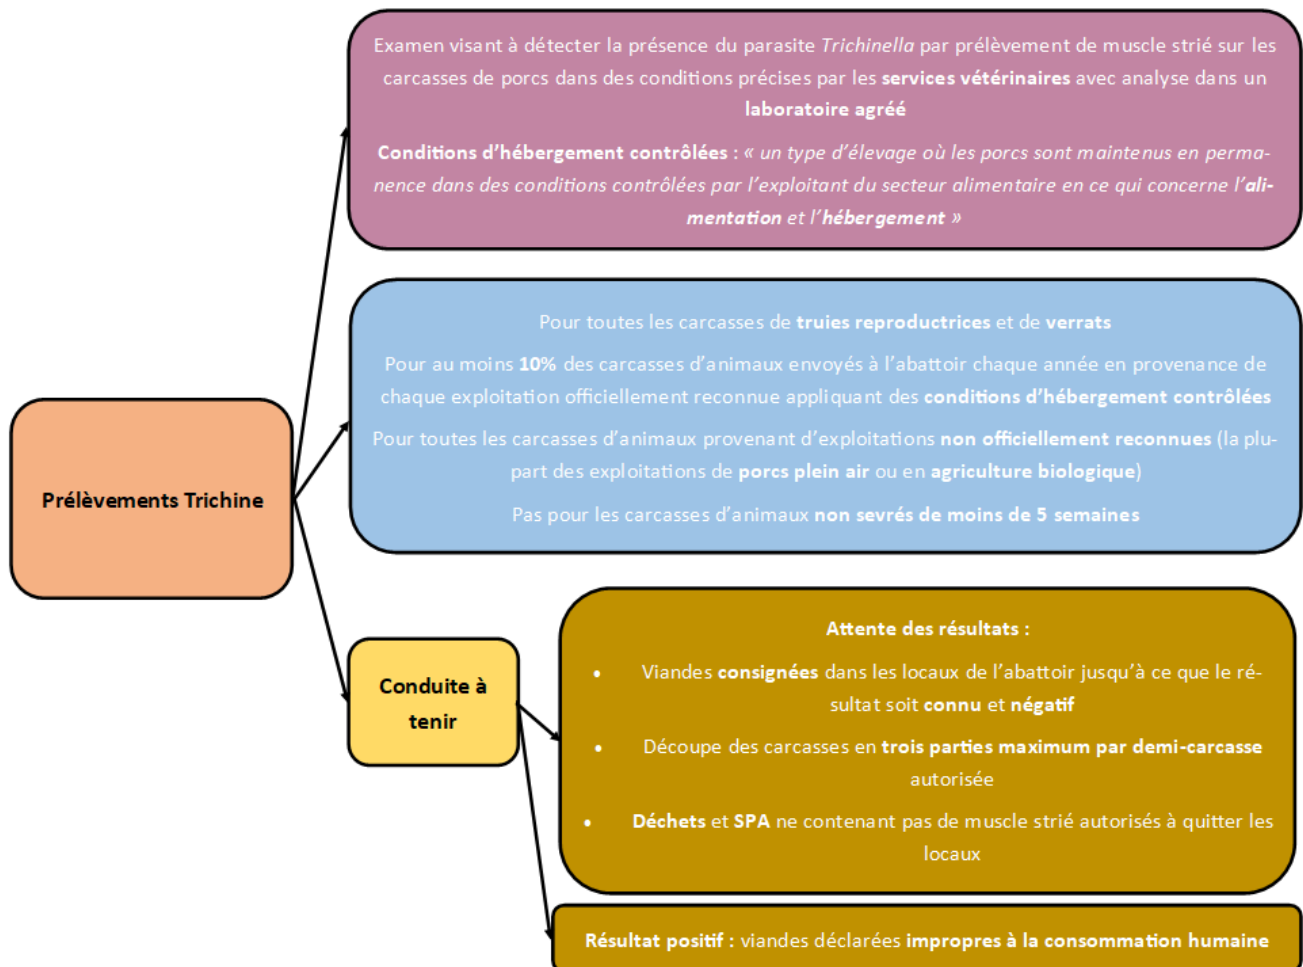 Examen visant à détecter la présence du parasite Trichinella par prélèvement de muscle strié sur les
carcasses de porcs dans des conditions précises par les services vétérinaires avec analyse dans un
laboratoire agréé
Conditions d’hébergement contrôlées : « un type d’élevage où les porcs sont maintenus en perma-
nence dans des conditions contrôlées par l’exploitant du secteur alimentaire en ce qui concerne l’ali-
mentation et l’hébergement »
Pour toutes les carcasses de truies reproductrices et de verrats
Pour au moins 10% des carcasses d’animaux envoyés à l’abattoir chaque année en provenance de
chaque exploitation officiellement reconnue appliquant des conditions d’hébergement contrôlées
Pour toutes les carcasses d’animaux provenant d’exploitations non officiellement reconnues (la plu-
part des exploitations de porcs plein air ou en agriculture biologique)
Pas pour les carcasses d’animaux non sevrés de moins de 5 semaines
Prélèvements Trichine
Conduite à
tenir
Attente des résultats :
• Viandes consignées dans les locaux de l’abattoir jusqu’à ce que le ré-
sultat soit connu et négatif
• Découpe des carcasses en trois parties maximum par demi-carcasse
autorisée
• Déchets et SPA ne contenant pas de muscle strié autorisés à quitter les
locaux
Résultat positif : viandes déclarées impropres à la consommation humaine